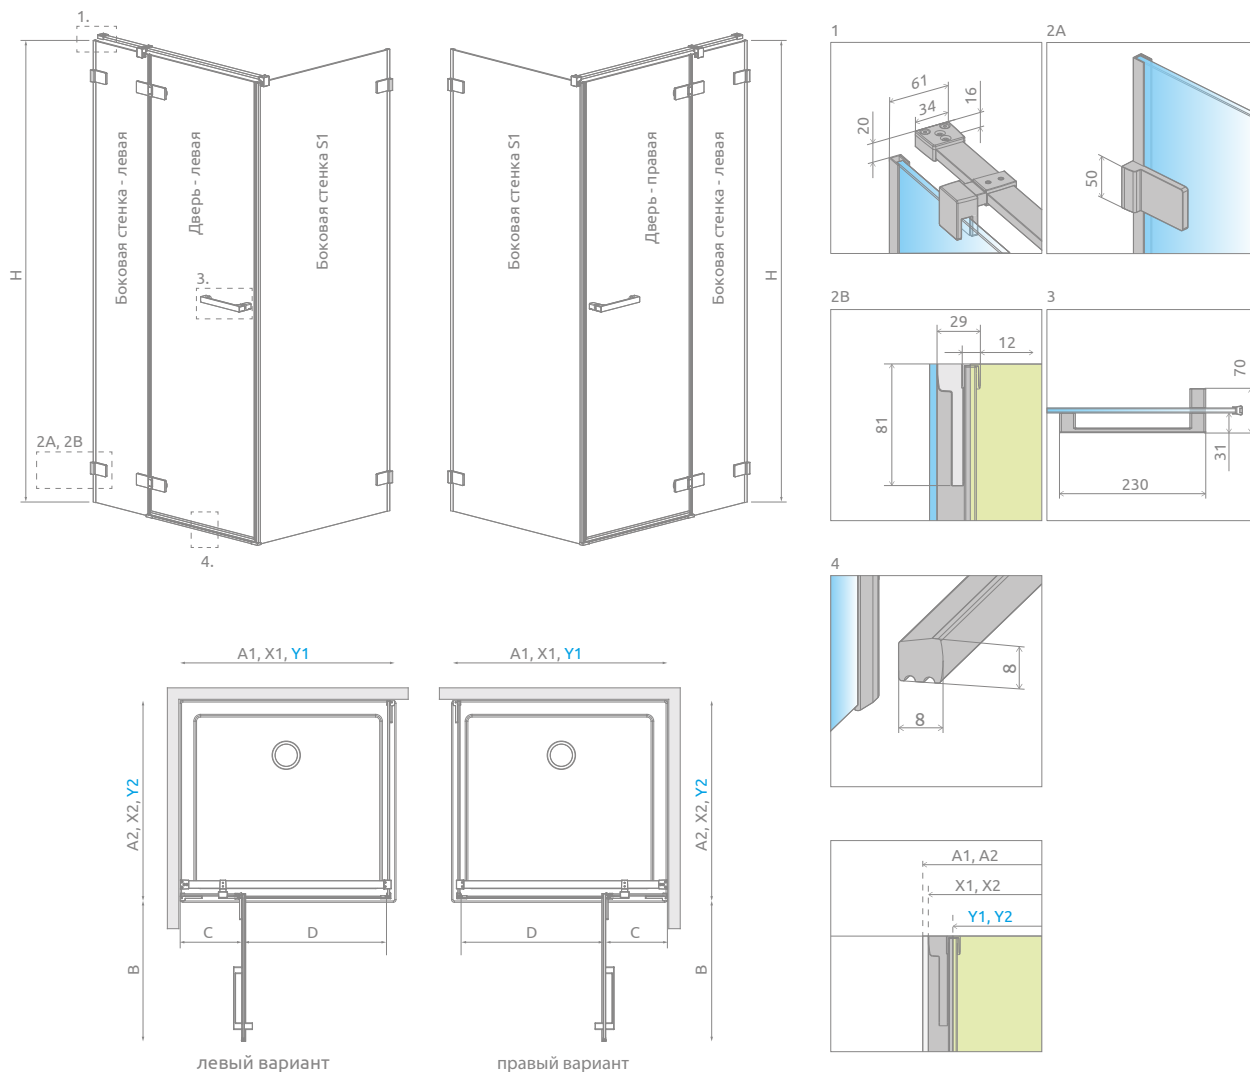 1.
H
Боковая стенка - левая
Дверь - левая
Боковая стенка S1
3.
2A, 2B
4.
Боковая стенка S1
Дверь - правая
Боковая стенка - левая
H
1
61
34
16
20
2A
50
2B
29
12
81
3
70
31
230
4
8
8
A1, X1, Y1
A2, X2, Y2
C
D
B
левый вариант
A1, X1, Y1
A2, X2, Y2
D
C
B
правый вариант
A1, A2
X1, X2
Y1, Y2